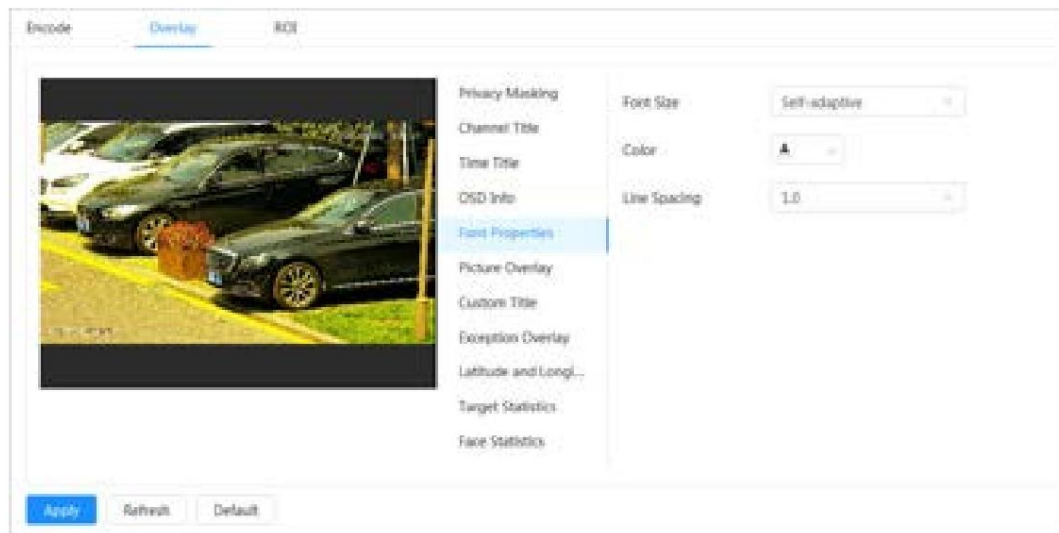 Encode Overlay ROI
Privacy Masking
Channel Title
Time Title
OSD Info
Font Properties
Picture Overlay
Custom Title
Exception Overlay
Latitude and Longi...
Target Statistics
Face Statistics
Font Size Self-adaptive
Color A
Line Spacing 1.0
Apply Refresh Default